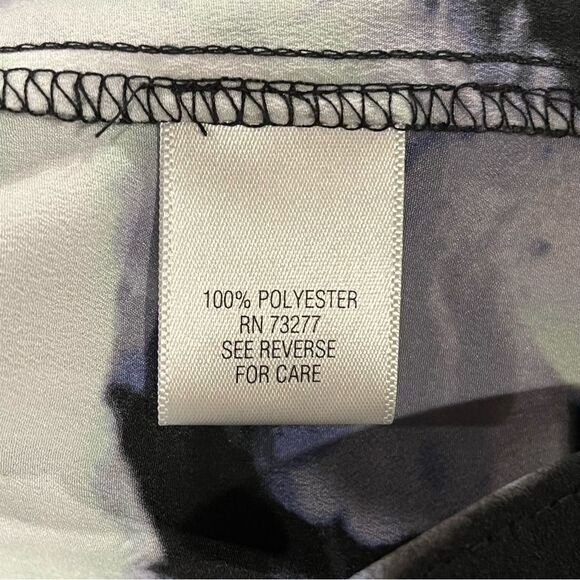 100% POLYESTER
RN 73277
SEE REVERSE
FOR CARE